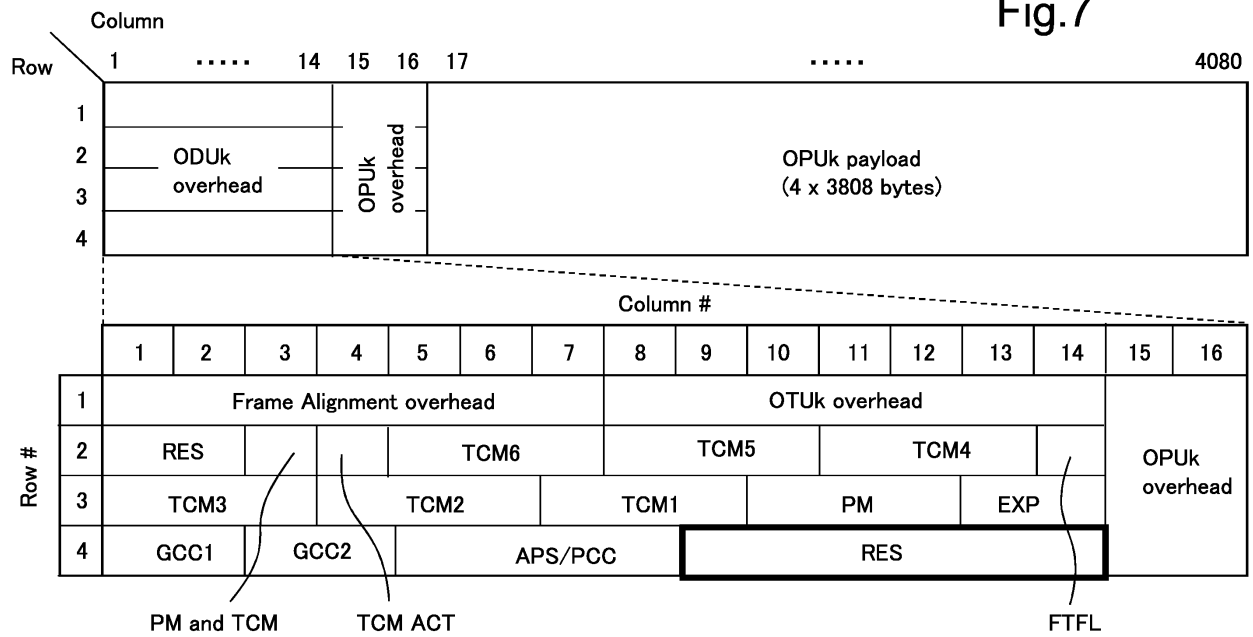 Fig.7
Column
Row 1 ..... 14 15 16 17 ..... 4080
1
2
3
4
ODUk
overhead
OPUk
overhead
OPUk payload
(4 x 3808 bytes)
Column #
1 2 3 4 5 6 7 8 9 10 11 12 13 14 15 16
Row #
1 Frame Alignment overhead OTUk overhead
2 RES TCM6 TCM5 TCM4
OPUk
overhead
3 TCM3 TCM2 TCM1 PM EXP
4 GCC1 GCC2 APS/PCC RES
PM and TCM TCM ACT FTFL